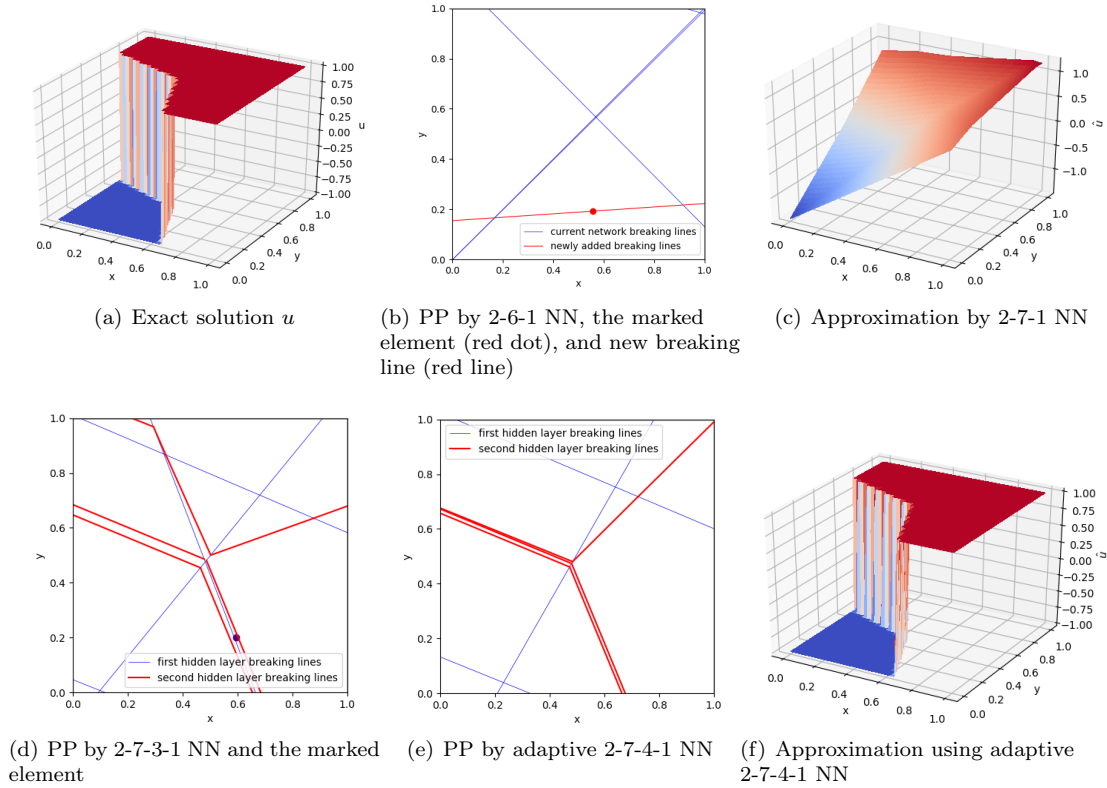 1.00
0.75
0.50
0.25
0.00
−0.25
−0.50
−0.75
−1.00
u
0.0 0.2 0.4 0.6 0.8 1.0
x
0.0 0.2 0.4 0.6 0.8 1.0
y
(a) Exact solution u
1.0
0.8
0.6
0.4
0.2
0.0
y
current network breaking lines
newly added breaking lines
0.0 0.2 0.4 0.6 0.8 1.0
x
(b) PP by 2-6-1 NN, the marked
element (red dot), and new breaking
line (red line)
1.0
0.5
0.0
−0.5
−1.0
û
0.0 0.2 0.4 0.6 0.8 1.0
x
0.0 0.2 0.4 0.6 0.8 1.0
y
(c) Approximation by 2-7-1 NN
1.0
0.8
0.6
0.4
0.2
0.0
y
first hidden layer breaking lines
second hidden layer breaking lines
0.0 0.2 0.4 0.6 0.8 1.0
x
(d) PP by 2-7-3-1 NN and the marked
element
1.0
0.8
0.6
0.4
0.2
0.0
y
first hidden layer breaking lines
second hidden layer breaking lines
0.0 0.2 0.4 0.6 0.8 1.0
x
(e) PP by adaptive 2-7-4-1 NN
1.00
0.75
0.50
0.25
0.00
−0.25
−0.50
−0.75
−1.00
û
0.0 0.2 0.4 0.6 0.8 1.0
x
0.0 0.2 0.4 0.6 0.8 1.0
y
(f) Approximation using adaptive
2-7-4-1 NN